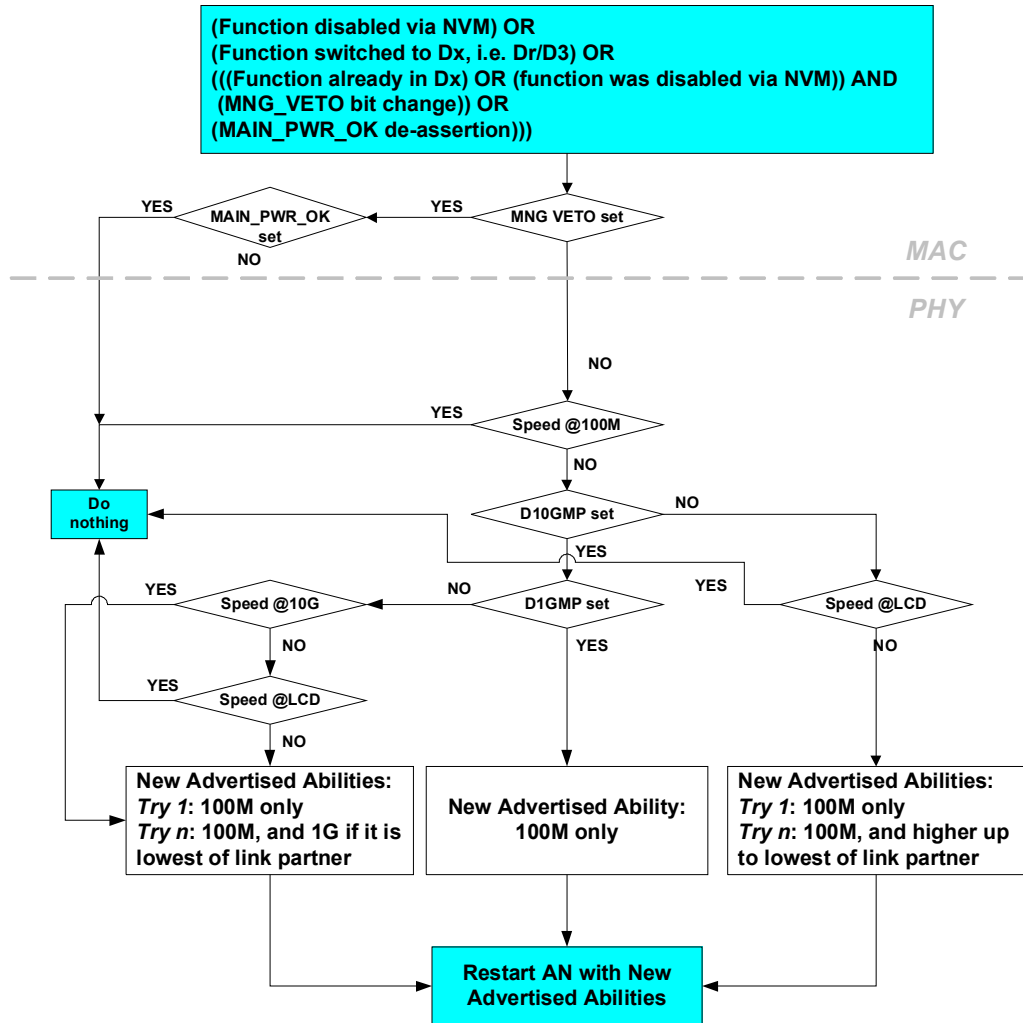 (Function disabled via NVM) OR
(Function switched to Dx, i.e. Dr/D3) OR
(((Function already in Dx) OR (function was disabled via NVM)) AND
(MNG_VETO bit change)) OR
(MAIN_PWR_OK de-assertion)))
YES
MAIN_PWR_OK
set
NO
YES
MNG VETO set
MAC
PHY
NO
YES
Speed @100M
NO
Do
nothing
D10GMP set
NO
YES
YES
Speed @10G
NO
D1GMP set
YES
Speed @LCD
NO
YES
NO
YES
Speed @LCD
NO
New Advertised Abilities:
Try 1: 100M only
Try n: 100M, and 1G if it is
lowest of link partner
New Advertised Ability:
100M only
New Advertised Abilities:
Try 1: 100M only
Try n: 100M, and higher up
to lowest of link partner
Restart AN with New
Advertised Abilities